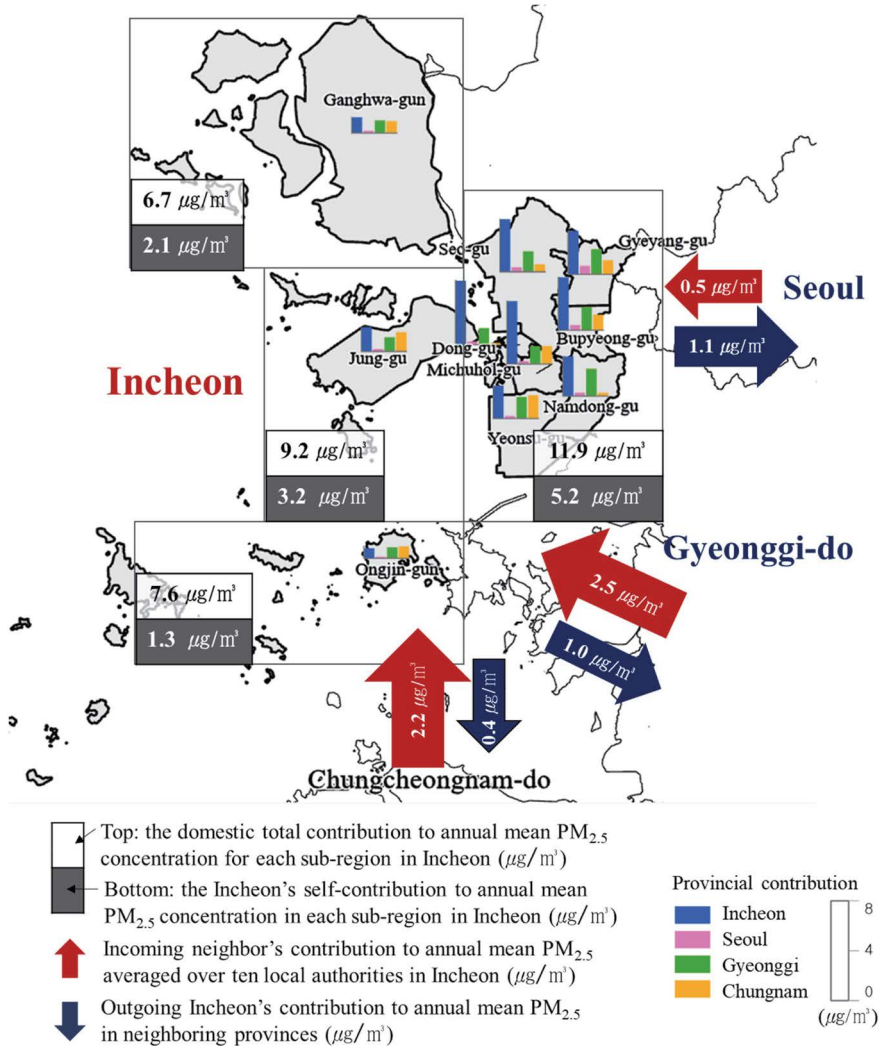 Ganghwa-gun
6.7 µg/m³
2.1 µg/m³
Seo-gu
Gyeyang-gu
0.5 µg/m³
Seoul
Bupyeong-gu
1.1 µg/m³
Jung-gu
Dong-gu
Michuhol-gu
Incheon
Namdong-gu
Yeonsu-gu
9.2 µg/m³
3.2 µg/m³
11.9 µg/m³
5.2 µg/m³
Gyeonggi-do
Ongjin-gun
7.6 µg/m³
1.3 µg/m³
2.5 µg/m³
1.0 µg/m³
2.2 µg/m³
0.4 µg/m³
Chungcheongnam-do
Top: the domestic total contribution to annual mean PM2.5
concentration for each sub-region in Incheon (µg/m³)
Bottom: the Incheon's self-contribution to annual mean
PM2.5 concentration in each sub-region in Incheon (µg/m³)
Incoming neighbor's contribution to annual mean PM2.5
averaged over ten local authorities in Incheon (µg/m³)
Outgoing Incheon's contribution to annual mean PM2.5
in neighboring provinces (µg/m³)
Provincial contribution
Incheon
Seoul
Gyeonggi
Chungnam
8
4
0
(µg/m³)